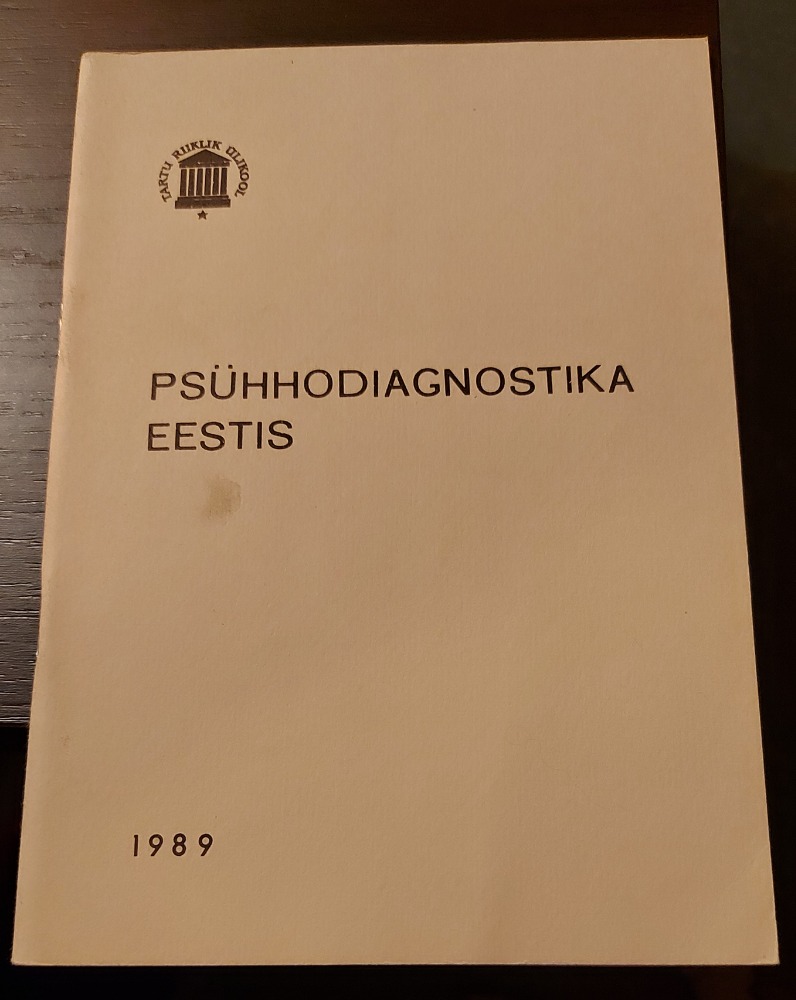 TARTU RIIKLIK ÜLIKOOL
PSÜHHODIAGNOSTIKA
EESTIS
1989